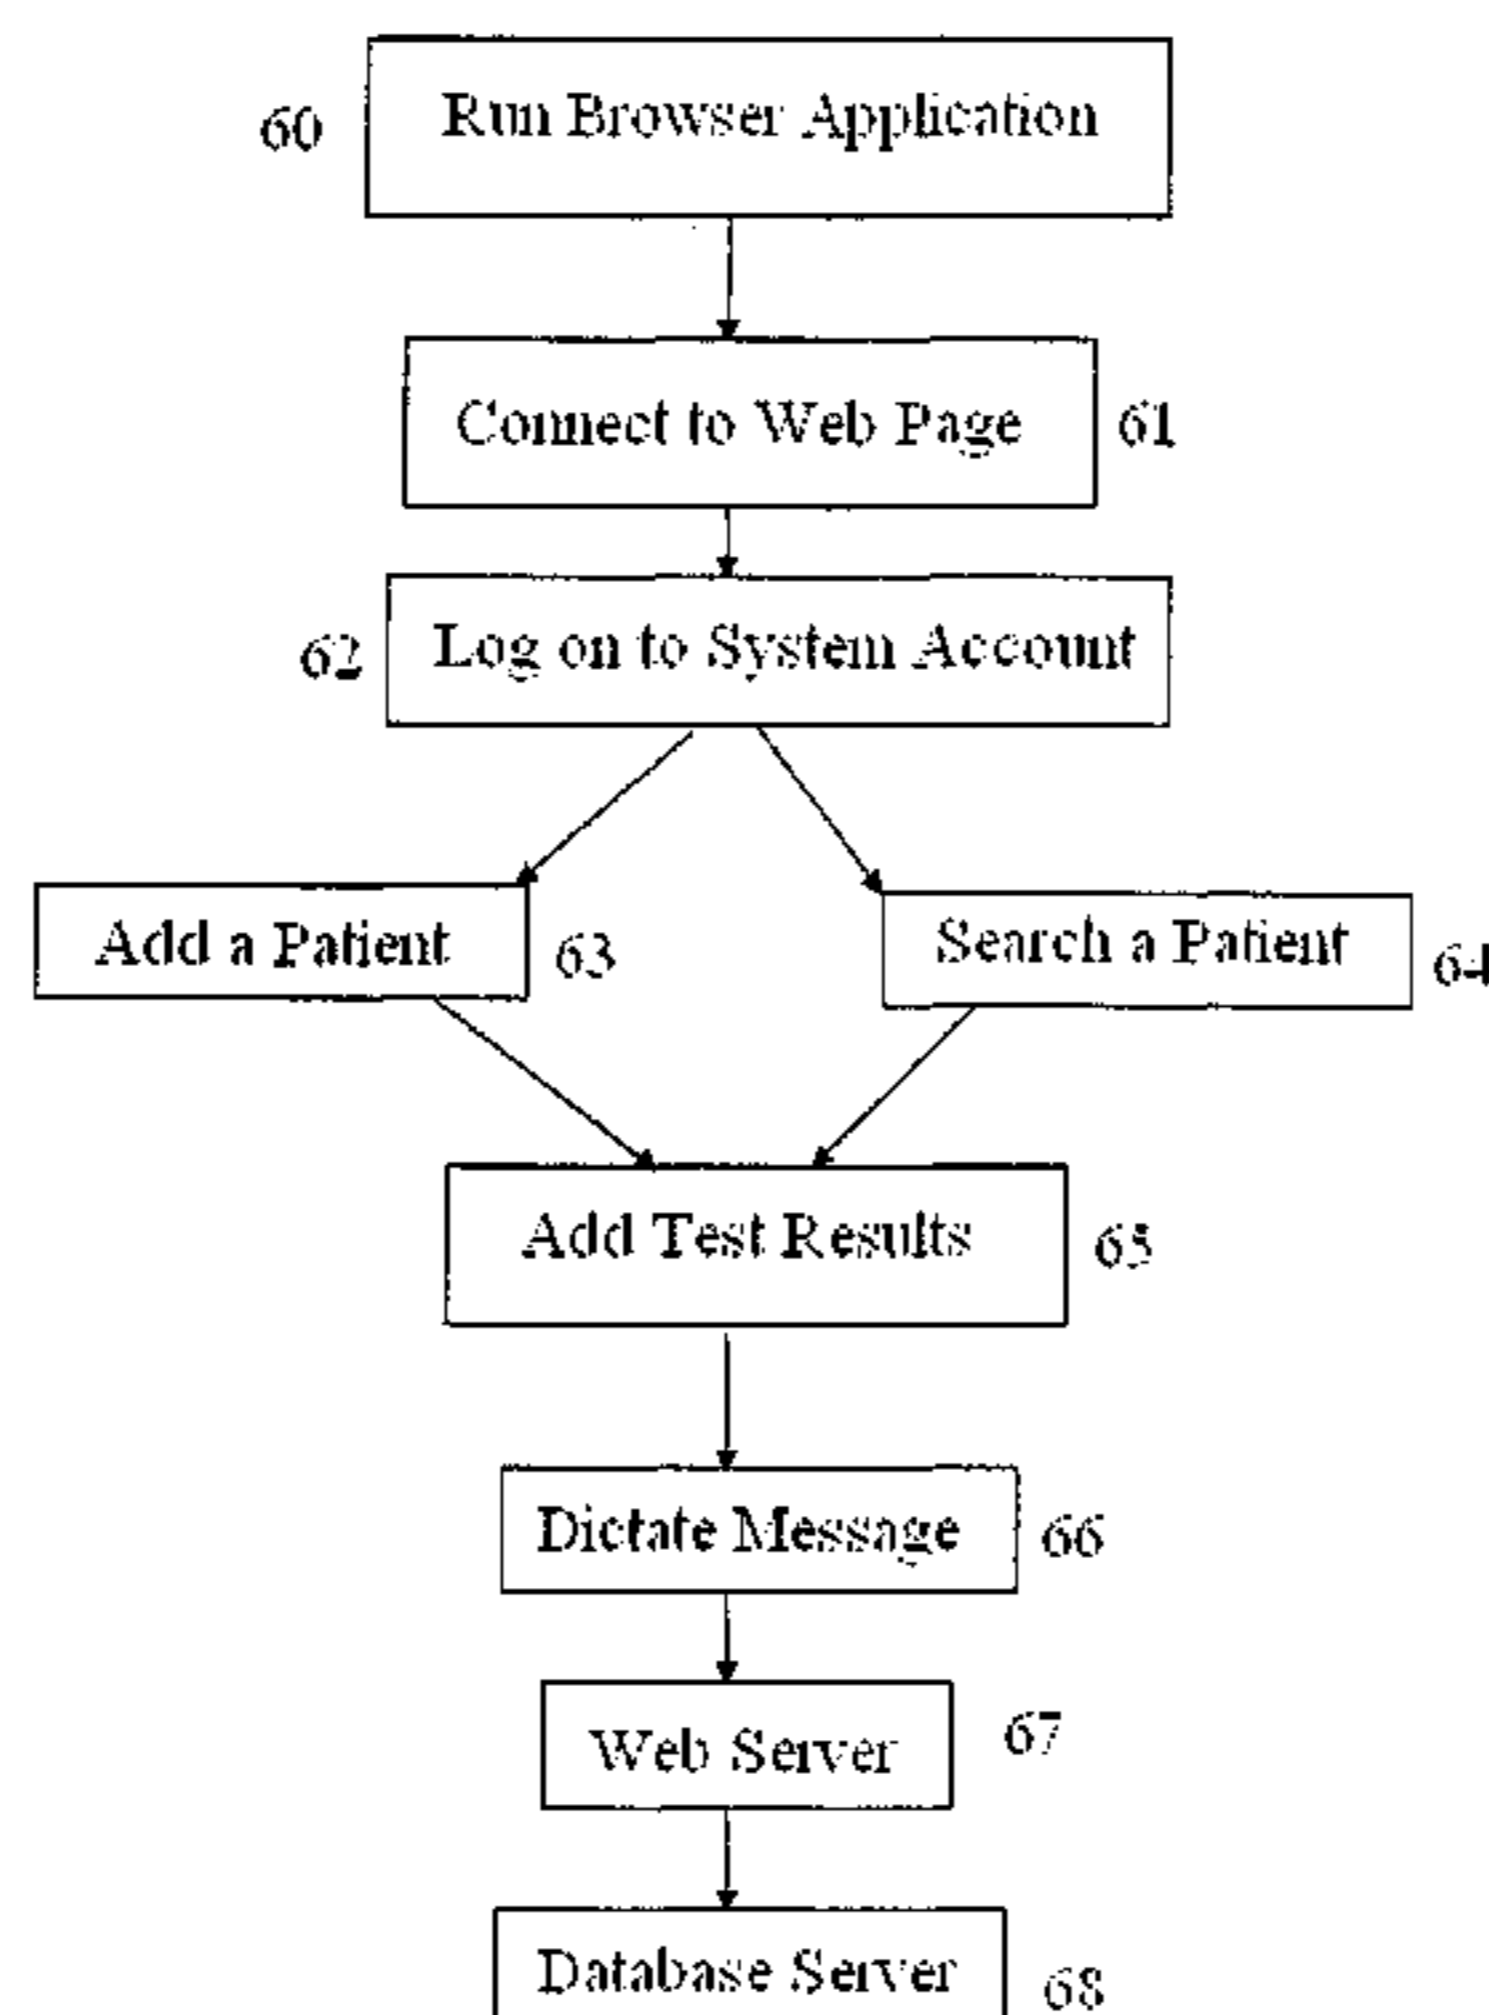 60 Run Browser Application
Connect to Web Page 61
62 Log on to System Account
Add a Patient 63 Search a Patient 64
Add Test Results 65
Dictate Message 66
Web Server 67
Database Server 68